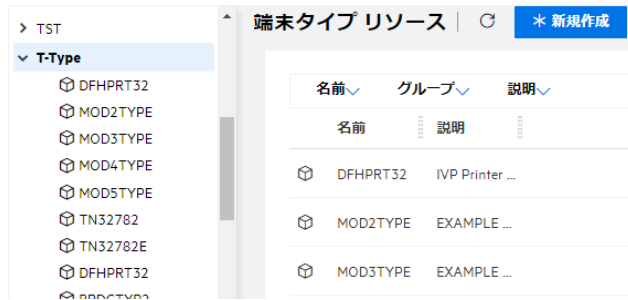 TST
T-Type
DFHPRT32
MOD2TYPE
MOD3TYPE
MOD4TYPE
MOD5TYPE
TN32782
TN32782E
DFHPRT32
端末タイプ リソース
新規作成
名前 グループ 説明
名前 説明
DFHPRT32 IVP Printer ...
MOD2TYPE EXAMPLE ...
MOD3TYPE EXAMPLE ...